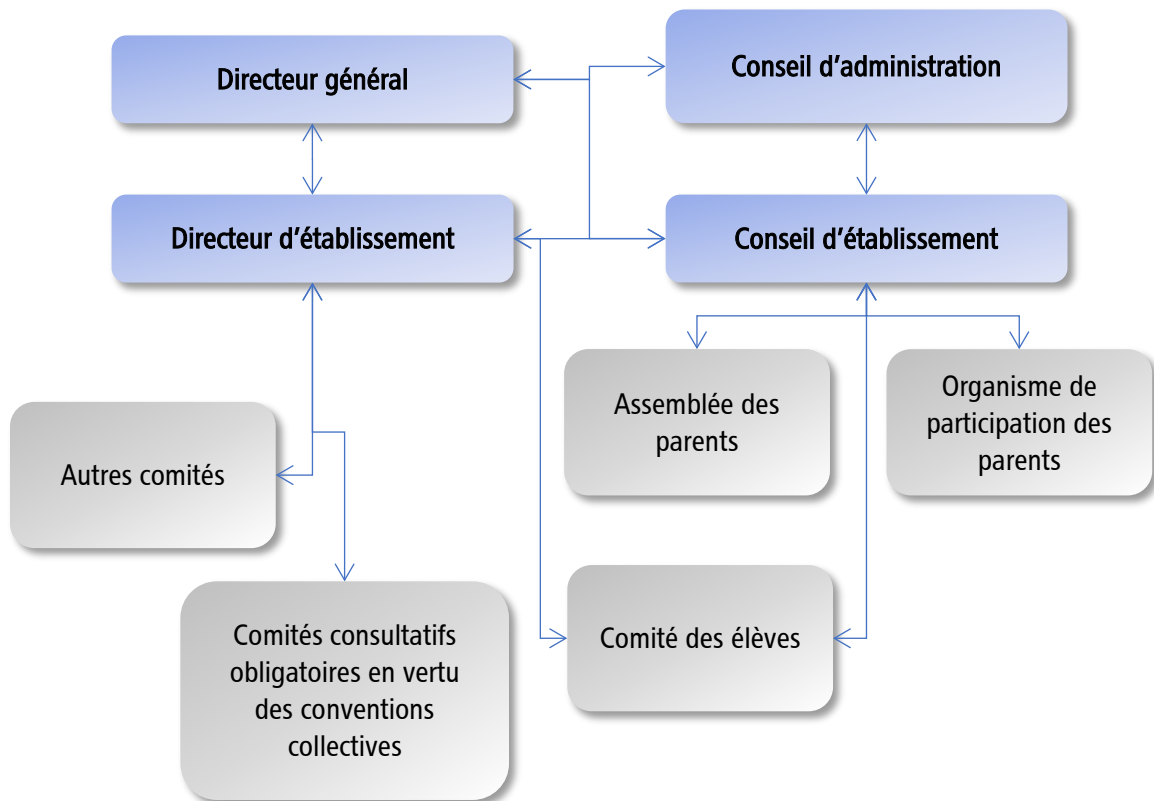 Directeur général
Conseil d'administration
Directeur d'établissement
Conseil d'établissement
Assemblée des
parents
Organisme de
participation des
parents
Autres comités
Comités consultatifs
obligatoires en vertu
des conventions
collectives
Comité des élèves